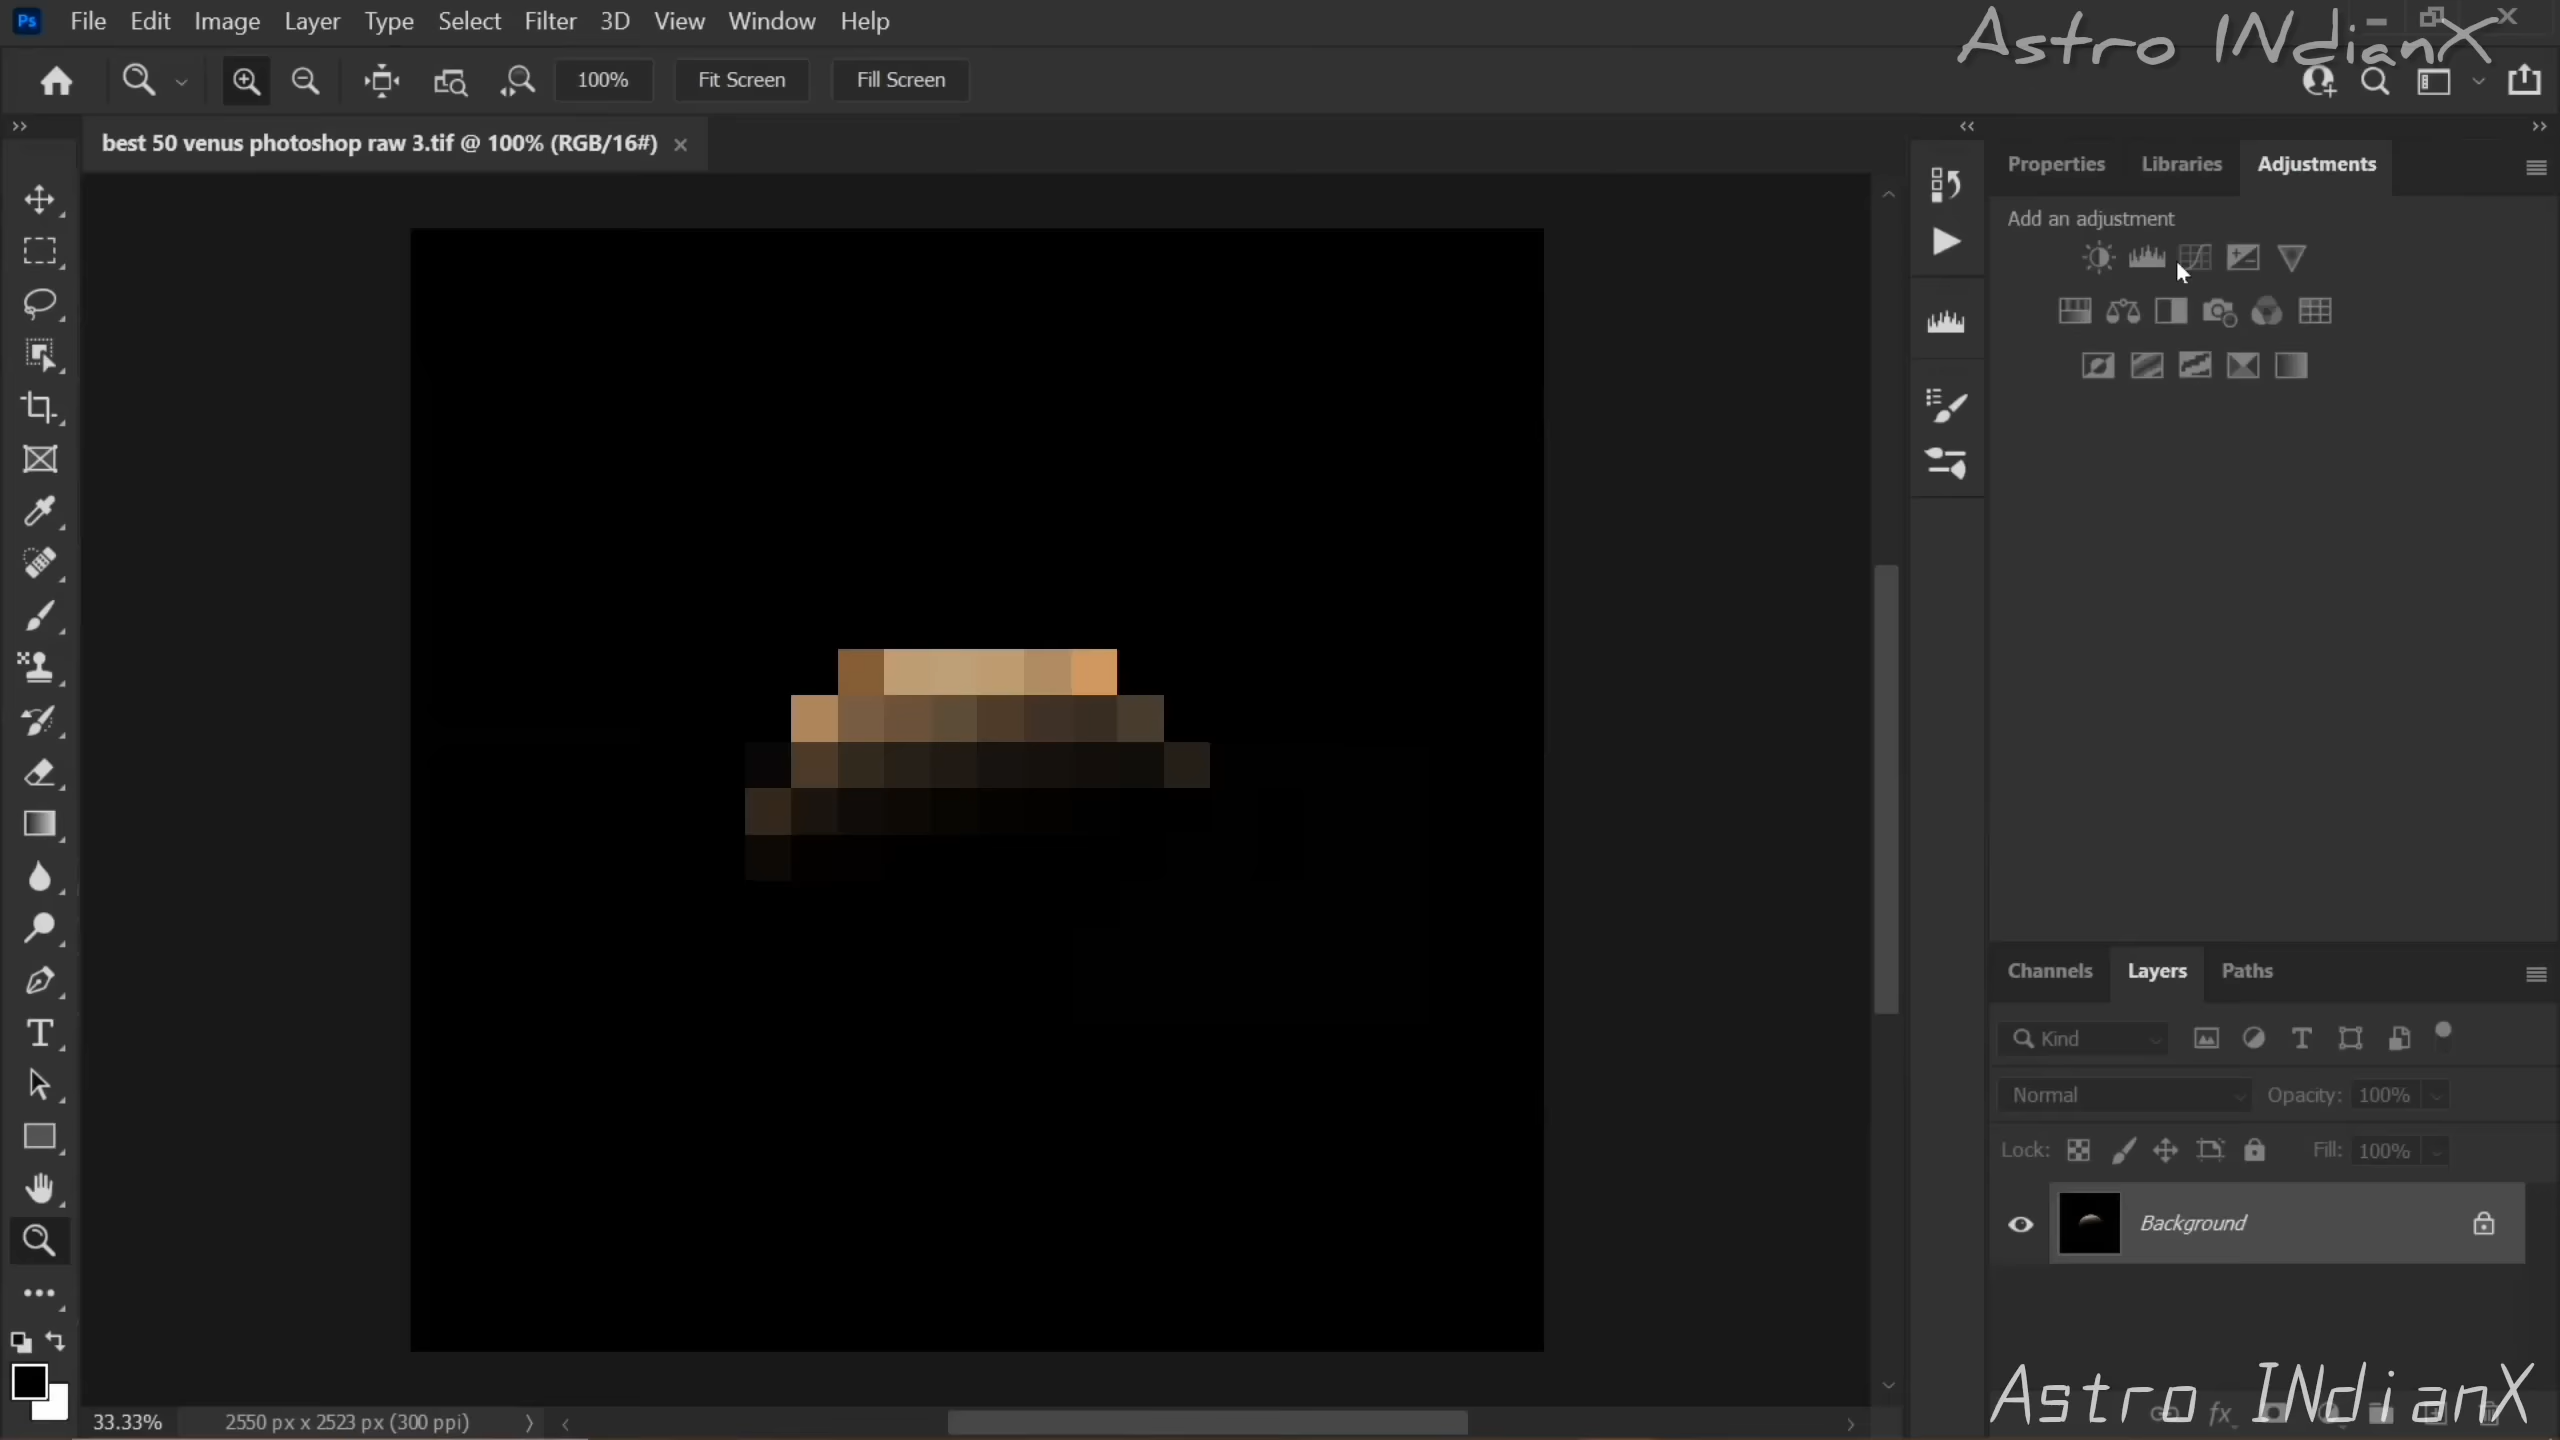 Ps File Edit Image Layer Type Select Filter 3D View Window Help
Astro INdianX
100% Fit Screen Fill Screen
best 50 venus photoshop raw 3.tif @ 100% (RGB/16#)
Properties Libraries Adjustments
Add an adjustment
Channels Layers Paths
Kind
Normal Opacity: 100%
Lock: Fill: 100%
Background
Astro INdianX
fx
33.33% 2550 px x 2523 px (300 ppi)